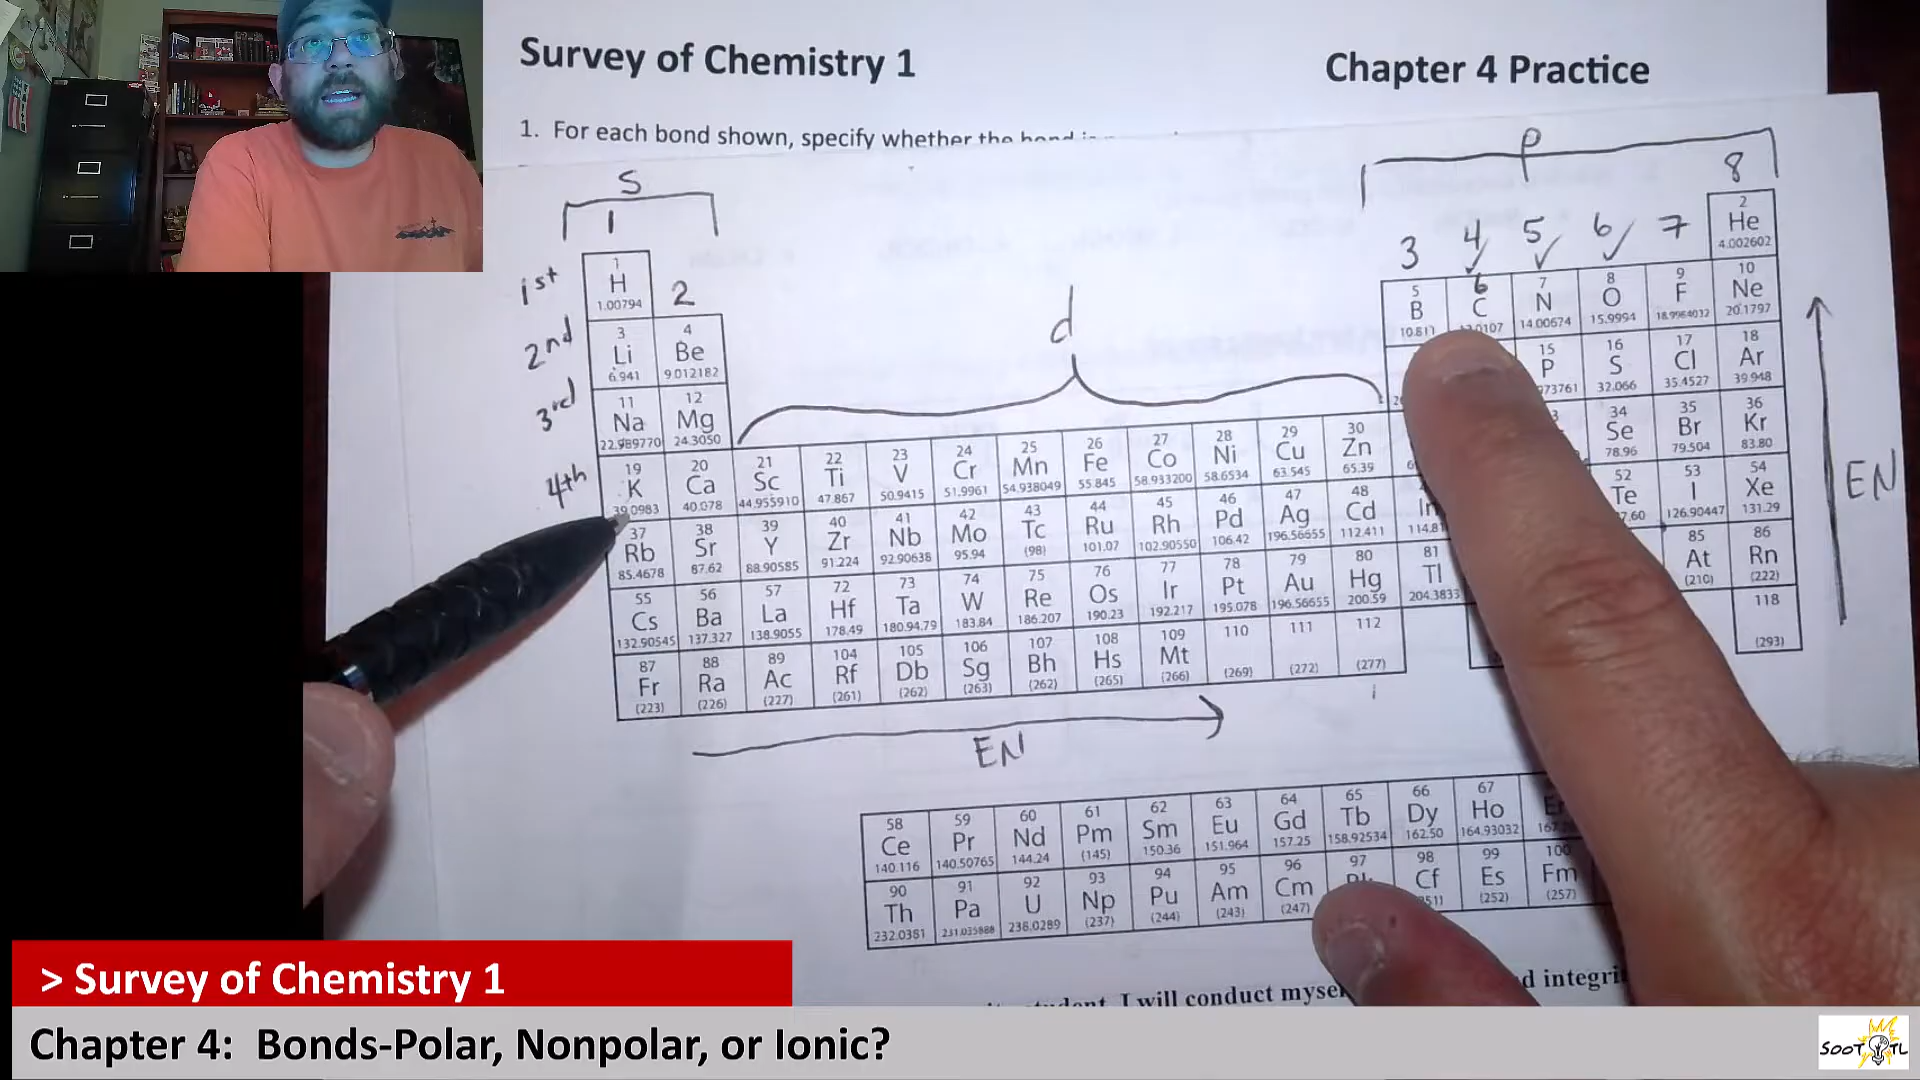 Survey of Chemistry 1
Chapter 4 Practice
1. For each bond shown, specify whether the bond is
s
p
1
8
1st
2nd
3rd
4th
2
3 4 5 6 7
d
1 H 1.00794
2 He 4.002602
3 Li 6.941
4 Be 9.012182
5 B 10.811
6 C
7 N 14.00674
8 O 15.9994
9 F 18.9984032
10 Ne 20.1797
11 Na 22.989770
12 Mg 24.3050
15 P
16 S 32.066
17 Cl 35.4527
18 Ar 39.948
19 K 39.0983
20 Ca 40.078
21 Sc 44.955910
22 Ti 47.867
23 V 50.9415
24 Cr 51.9961
25 Mn 54.938049
26 Fe 55.845
27 Co 58.933200
28 Ni 58.6534
29 Cu 63.545
30 Zn 65.39
34 Se 78.96
35 Br 79.504
36 Kr 83.80
37 Rb 85.4678
38 Sr 87.62
39 Y 88.90585
40 Zr 91.224
41 Nb 92.90638
42 Mo 95.94
43 Tc (98)
44 Ru 101.07
45 Rh 102.90550
46 Pd 106.42
47 Ag 196.56655
48 Cd 112.411
In
52 Te
53 I 126.90447
54 Xe 131.29
55 Cs 132.90545
56 Ba 137.327
57 La 138.9055
72 Hf 178.49
73 Ta 180.94.79
74 W 183.84
75 Re 186.207
76 Os 190.23
77 Ir 192.217
78 Pt 195.078
79 Au 196.56655
80 Hg 200.59
81 Tl 204.3833
85 At (210)
86 Rn (222)
87 Fr (223)
88 Ra (226)
89 Ac (227)
104 Rf (261)
105 Db (262)
106 Sg (263)
107 Bh (262)
108 Hs (265)
109 Mt (266)
110 (269)
111 (272)
112 (277)
118 (293)
EN
EN
58 Ce 140.116
59 Pr 140.50765
60 Nd 144.24
61 Pm (145)
62 Sm 150.36
63 Eu 151.964
64 Gd 157.25
65 Tb 158.92534
66 Dy 162.50
67 Ho 164.93032
Er
90 Th 232.0381
91 Pa 231.035888
92 U 238.0289
93 Np (237)
94 Pu (244)
95 Am (243)
96 Cm (247)
97
98 Cf
99 Es (252)
100 Fm (257)
student, I will conduct
> Survey of Chemistry 1
Chapter 4: Bonds-Polar, Nonpolar, or Ionic?
SOOTTL